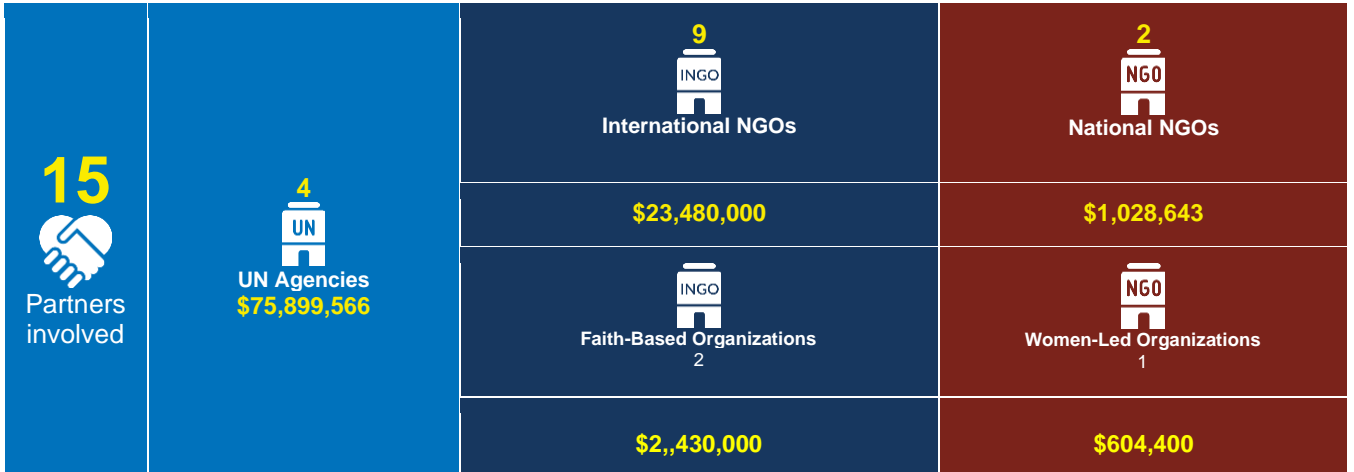 15
Partners
involved
4
UN
UN Agencies
$75,899,566
9
INGO
International NGOs
$23,480,000
INGO
Faith-Based Organizations
2
$2,,430,000
2
NGO
National NGOs
$1,028,643
NGO
Women-Led Organizations
1
$604,400